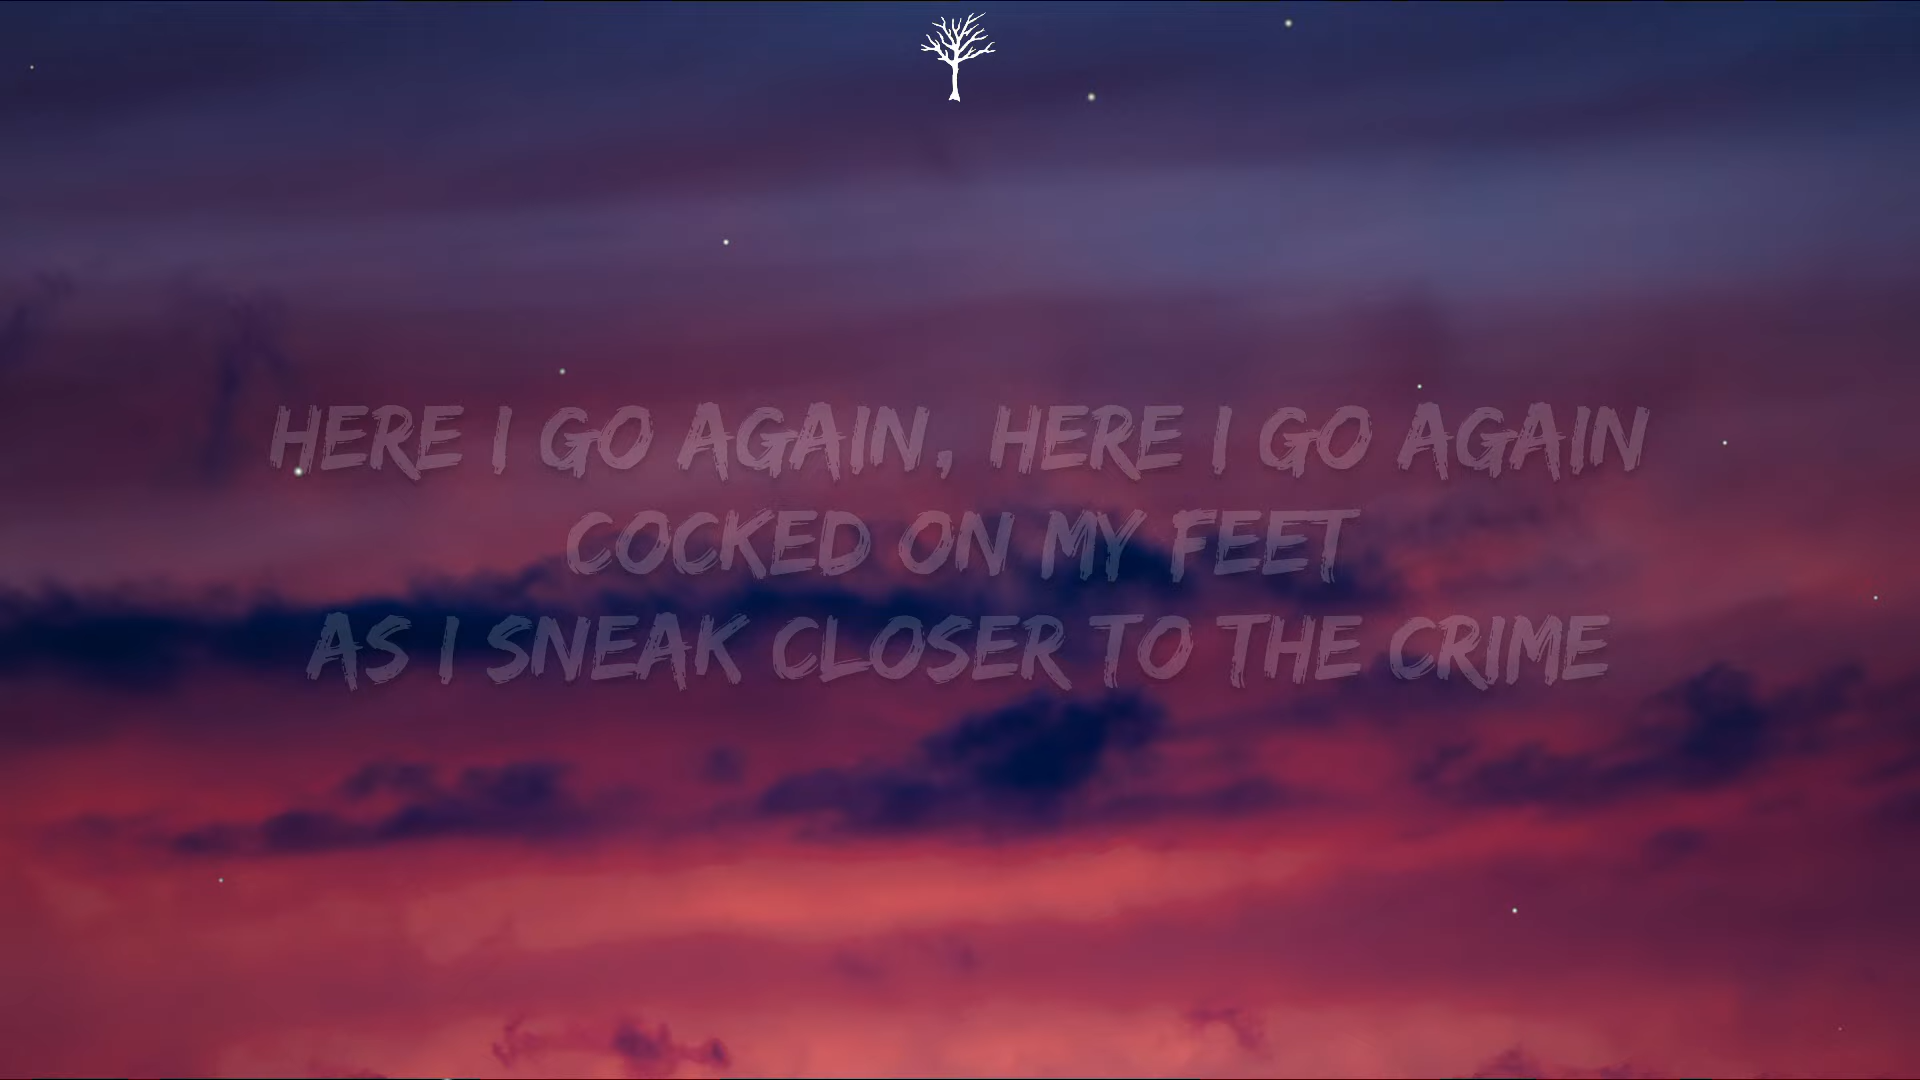 HERE I GO AGAIN, HERE I GO AGAIN
COCKED ON MY FEET
AS I SNEAK CLOSER TO THE CRIME